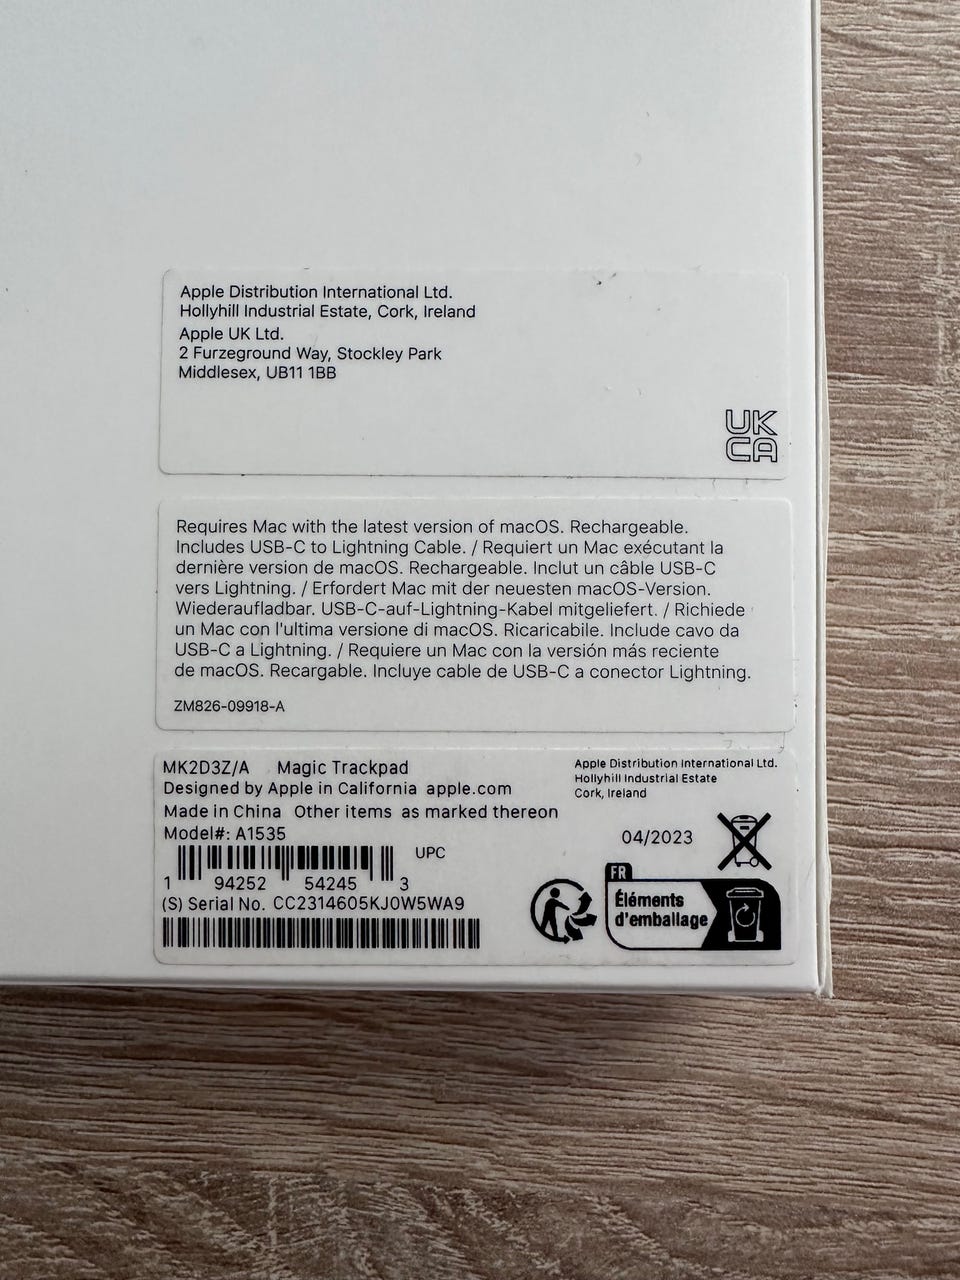 Apple Distribution International Ltd.
Hollyhill Industrial Estate, Cork, Ireland
Apple UK Ltd.
2 Furzeground Way, Stockley Park
Middlesex, UB11 1BB
UK
CA
Requires Mac with the latest version of macOS. Rechargeable.
Includes USB-C to Lightning Cable. / Requiert un Mac exécutant la
dernière version de macOS. Rechargeable. Inclut un câble USB-C
vers Lightning. / Erfordert Mac mit der neuesten macOS-Version.
Wiederaufladbar. USB-C-auf-Lightning-Kabel mitgeliefert. / Richiede
un Mac con l'ultima versione di macOS. Ricaricabile. Include cavo da
USB-C a Lightning. / Requiere un Mac con la versión más reciente
de macOS. Recargable. Incluye cable de USB-C a conector Lightning.
ZM826-09918-A
MK2D3Z/A Magic Trackpad
Designed by Apple in California apple.com
Made in China Other items as marked thereon
Model#: A1535
UPC
1 94252 54245 3
(S) Serial No. CC2314605KJ0W5WA9
Apple Distribution International Ltd.
Hollyhill Industrial Estate
Cork, Ireland
04/2023
FR
Éléments
d'emballage